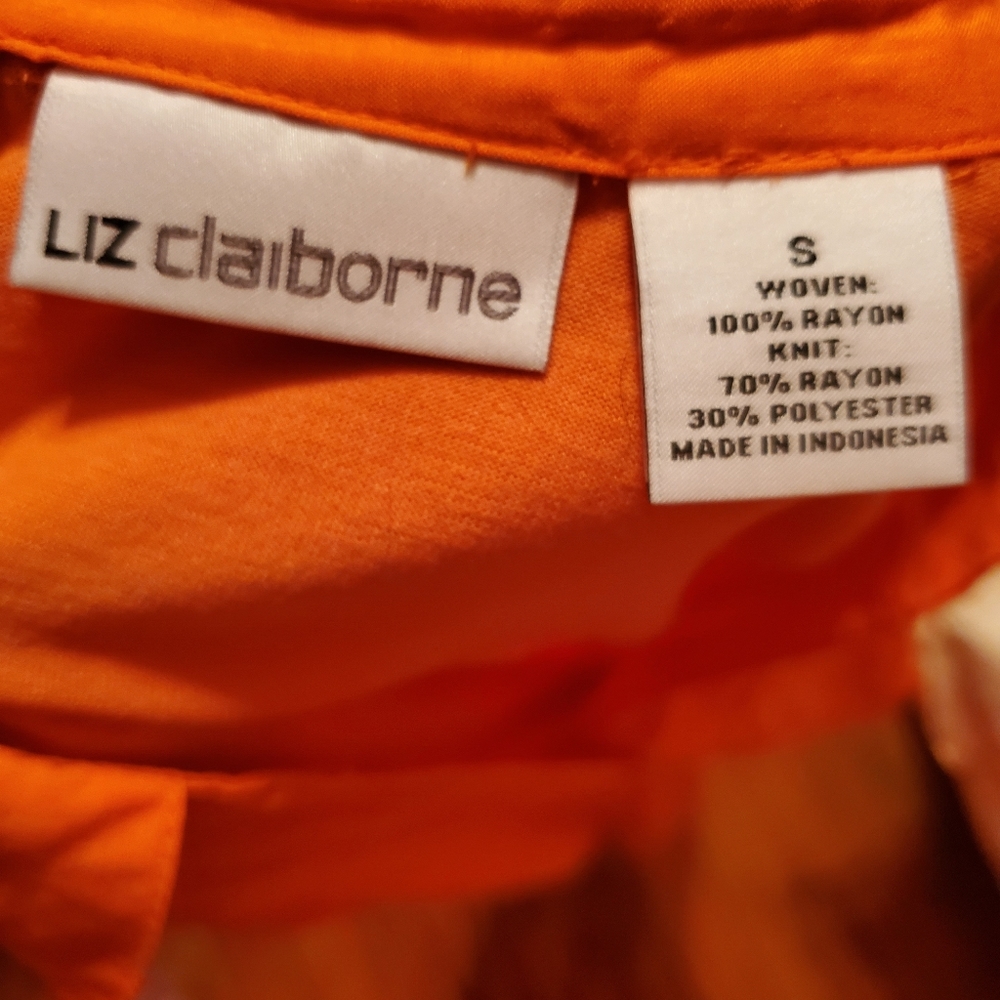 LIZ claiborne
S
WOVEN:
100% RAYON
KNIT:
70% RAYON
30% POLYESTER
MADE IN INDONESIA